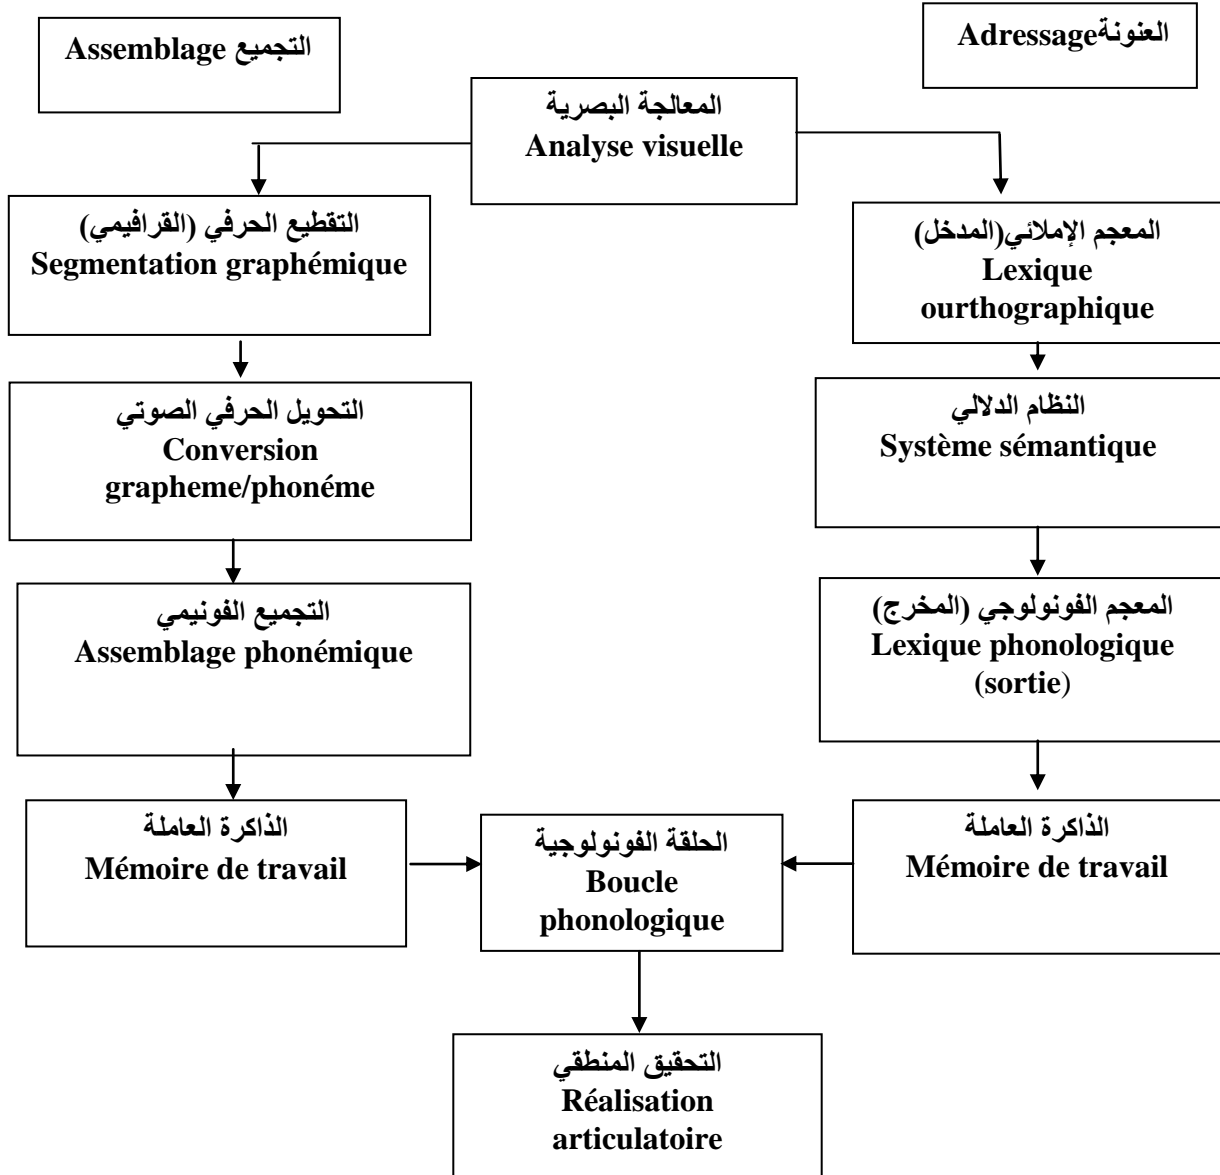 التجميع Assemblage
العنونةAdressage
المعالجة البصرية
Analyse visuelle
التقطيع الحرفي (القرافيمي)
Segmentation graphémique
المعجم الإملائي(المدخل)
Lexique
ourthographique
التحويل الحرفي الصوتي
Conversion
grapheme/phonéme
النظام الدلالي
Système sémantique
التجميع الفونيمي
Assemblage phonémique
المعجم الفونولوجي (المخرج)
Lexique phonologique
(sortie)
الذاكرة العاملة
Mémoire de travail
الحلقة الفونولوجية
Boucle
phonologique
الذاكرة العاملة
Mémoire de travail
التحقيق المنطقي
Réalisation
articulatoire